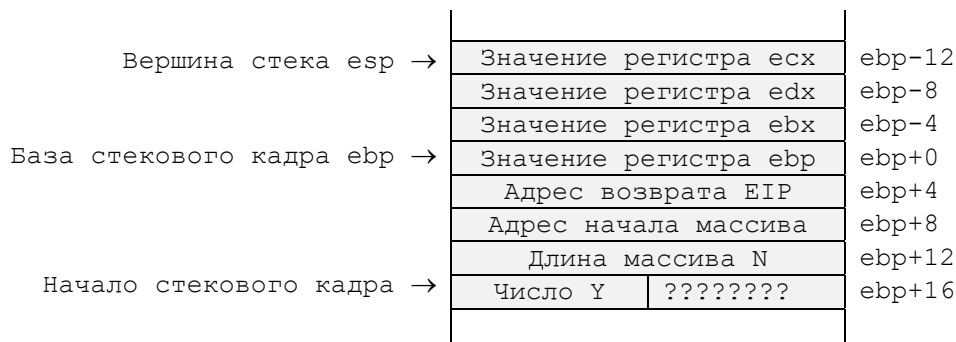 Вершина стека esp → Значение регистра ecx ebp-12
Значение регистра edx ebp-8
Значение регистра ebx ebp-4
База стекового кадра ebp → Значение регистра ebp ebp+0
Адрес возврата EIP ebp+4
Адрес начала массива ebp+8
Длина массива N ebp+12
Начало стекового кадра → Число Y ???????? ebp+16